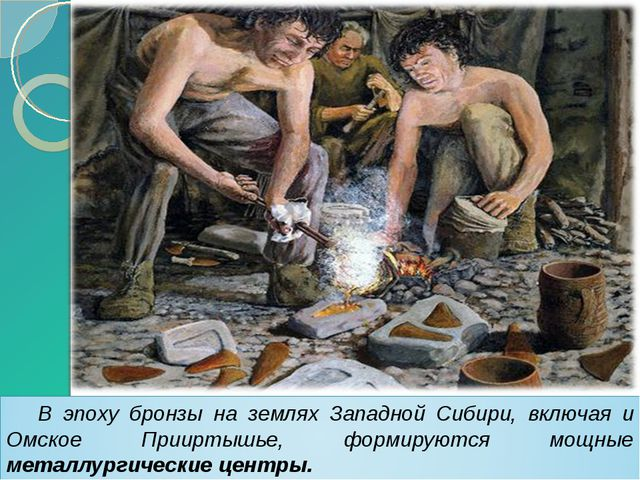 В эпоху бронзы на землях Западной Сибири, включая и
Омское Прииртышье, формируются мощные
металлургические центры.